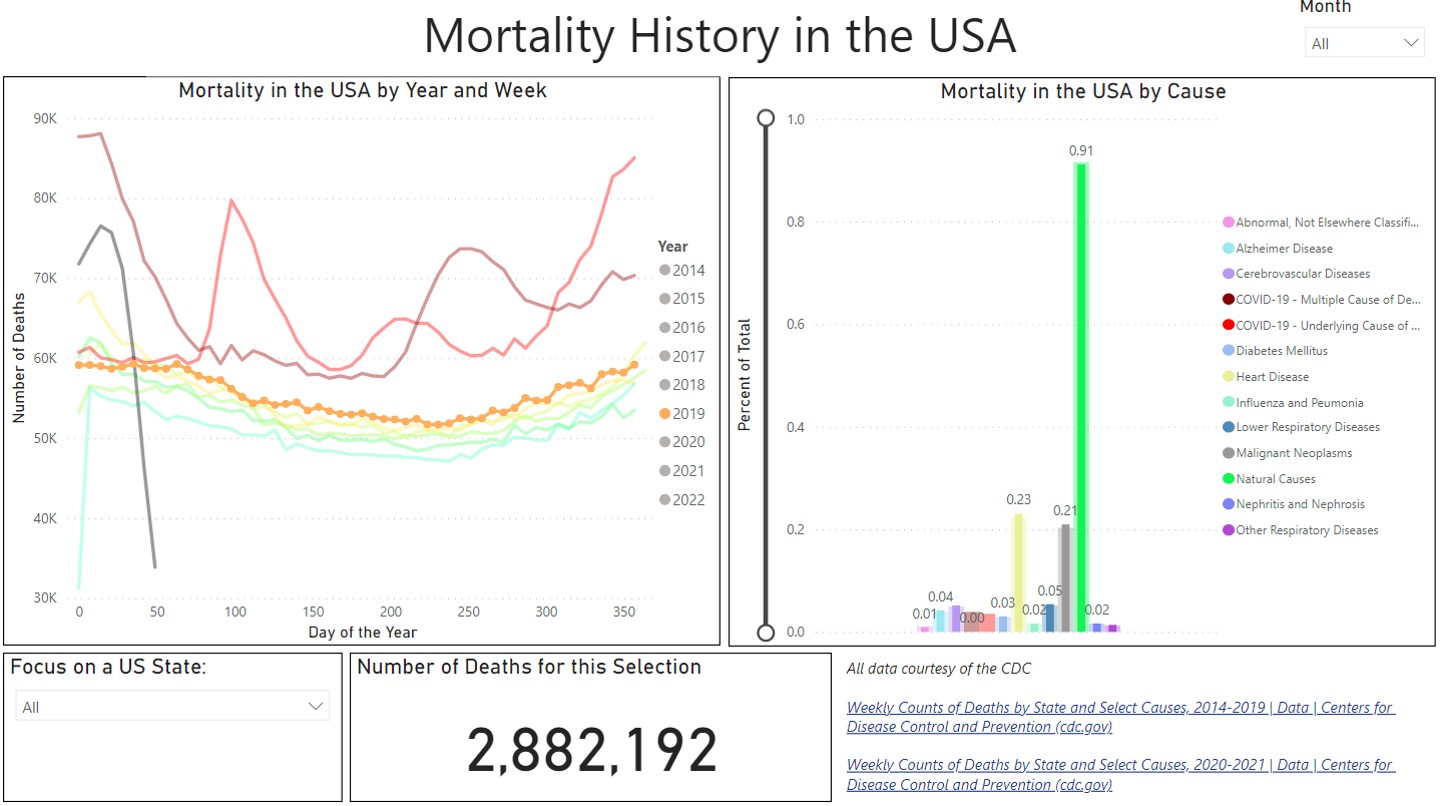 Mortality History in the USA
Month
All
Mortality in the USA by Year and Week
90K
80K
70K
60K
50K
40K
30K
Number of Deaths
0 50 100 150 200 250 300 350
Day of the Year
Year
2014
2015
2016
2017
2018
2019
2020
2021
2022
Mortality in the USA by Cause
1.0
0.8
0.6
0.4
0.2
0.0
Percent of Total
0.01
0.04
0.00
0.03
0.23
0.02
0.05
0.21
0.91
0.02
Abnormal, Not Elsewhere Classifi...
Alzheimer Disease
Cerebrovascular Diseases
COVID-19 - Multiple Cause of De...
COVID-19 - Underlying Cause of ...
Diabetes Mellitus
Heart Disease
Influenza and Peumonia
Lower Respiratory Diseases
Malignant Neoplasms
Natural Causes
Nephritis and Nephrosis
Other Respiratory Diseases
Focus on a US State:
All
Number of Deaths for this Selection
2,882,192
All data courtesy of the CDC
Weekly Counts of Deaths by State and Select Causes, 2014-2019 | Data | Centers for
Disease Control and Prevention (cdc.gov)
Weekly Counts of Deaths by State and Select Causes, 2020-2021 | Data | Centers for
Disease Control and Prevention (cdc.gov)